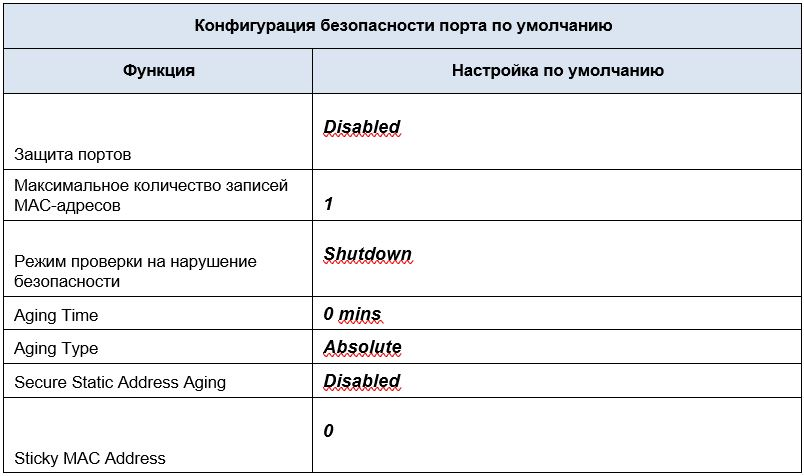 Конфигурация безопасности порта по умолчанию
Функция
Настройка по умолчанию
Защита портов
Disabled
Максимальное количество записей
MAC-адресов
1
Режим проверки на нарушение
безопасности
Shutdown
Aging Time
0 mins
Aging Type
Absolute
Secure Static Address Aging
Disabled
Sticky MAC Address
0